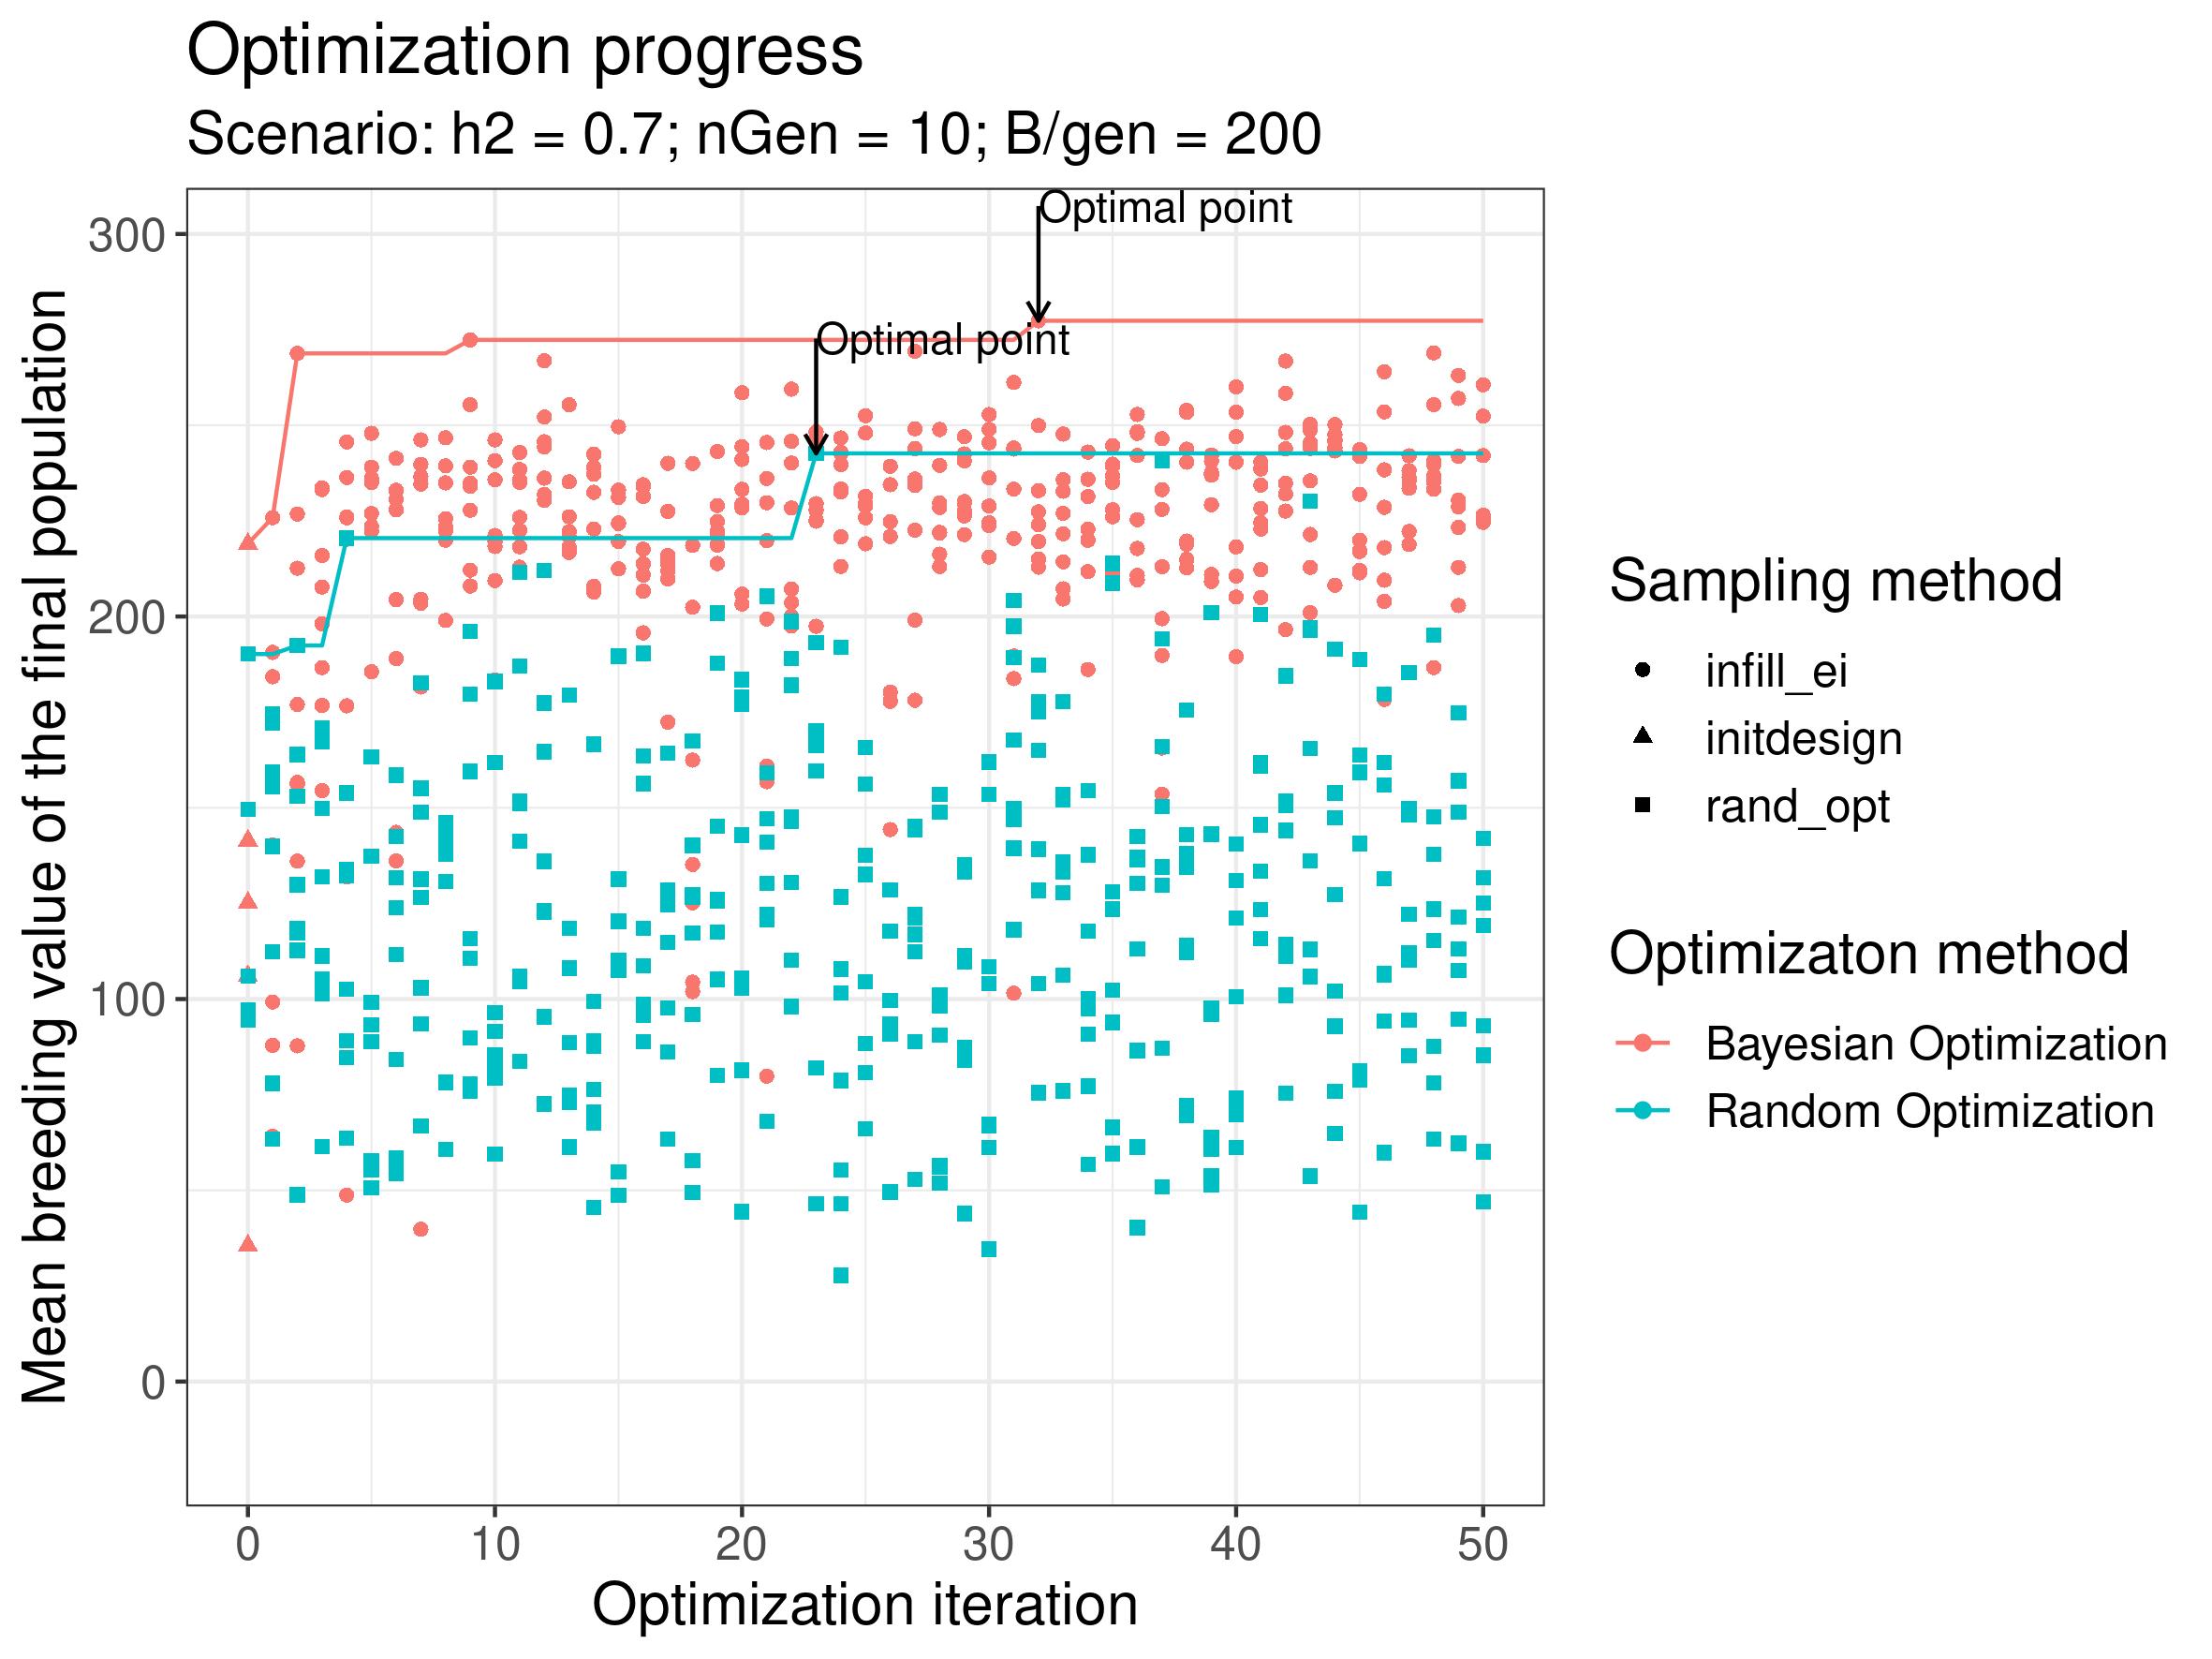 Optimization progress
Scenario: h2 = 0.7; nGen = 10; B/gen = 200
Mean breeding value of the final population
300
200
100
0
Optimal point
Optimal point
0 10 20 30 40 50
Optimization iteration
Sampling method
infill_ei
initdesign
rand_opt
Optimizaton method
Bayesian Optimization
Random Optimization